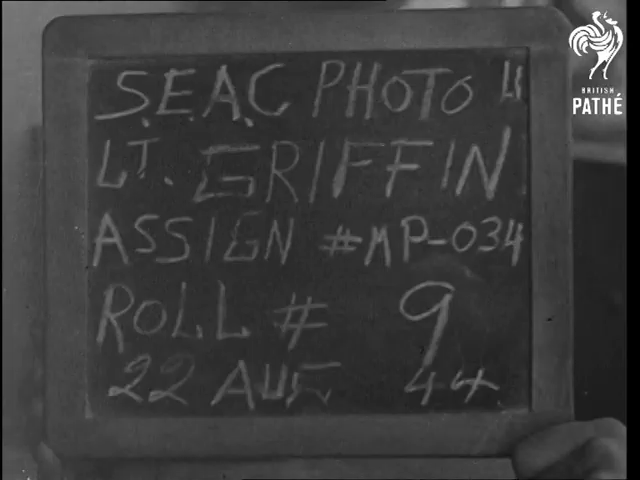 S.E.A.C PHOTO U
LT. GRIFFIN
ASSIGN #MP-034
ROLL # 9
22 AUG 44
BRITISH
PATHÉ